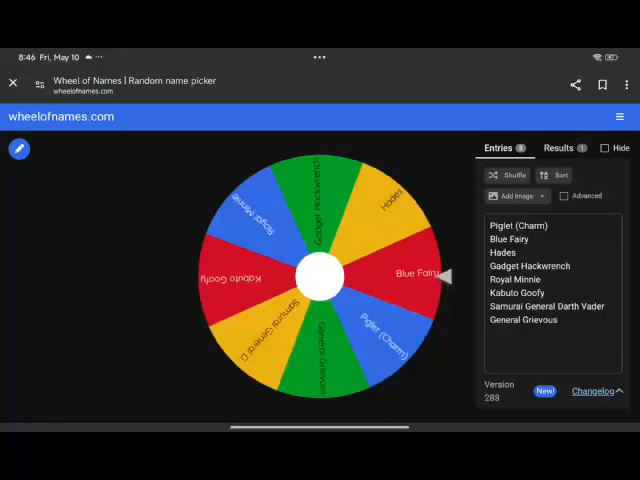 8:46 Fri, May 10
47
Wheel of Names | Random name picker
wheelofnames.com
wheelofnames.com
Entries 8 Results 1 Hide
Shuffle Sort
Add image Advanced
Piglet (Charm)
Blue Fairy
Hades
Gadget Hackwrench
Royal Minnie
Kabuto Goofy
Samurai General Darth Vader
General Grievous
Version
288
New!
Changelog
Gadget Hackwrench
Hades
Blue Fairy
Piglet (Charm)
General Grievous
Samurai General D
Kabuto Goofy
Royal Minnie